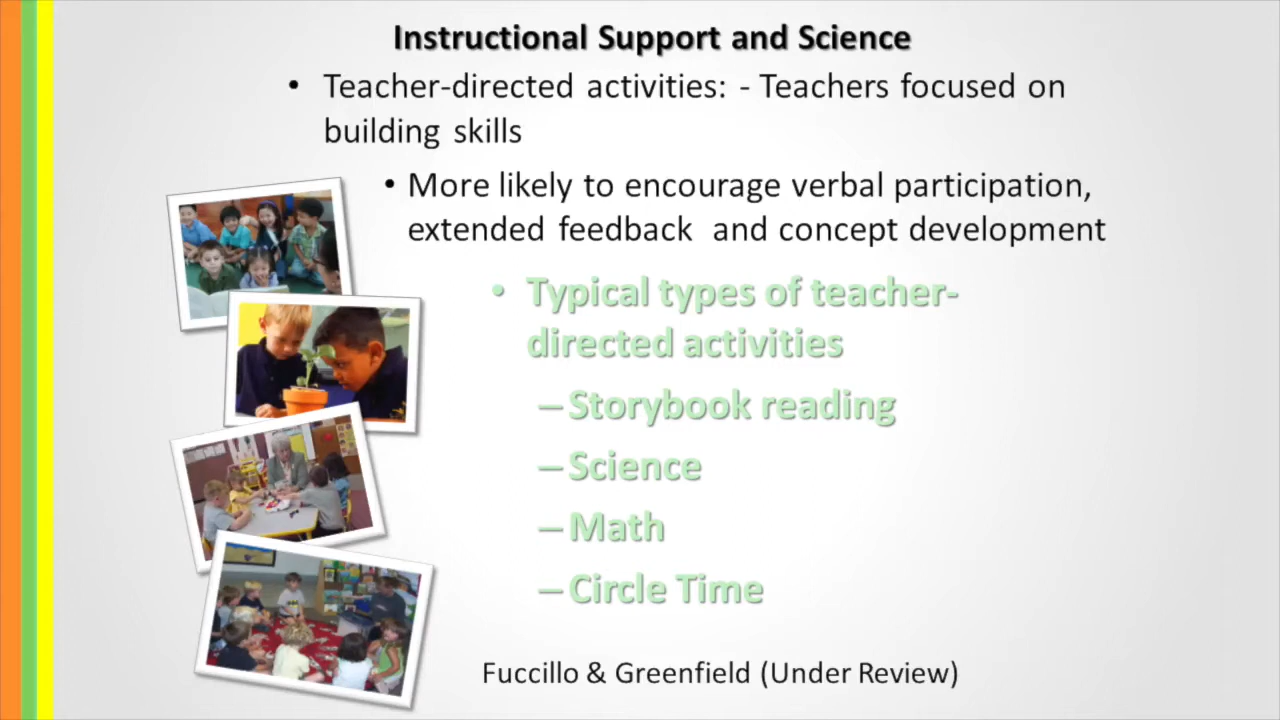 Instructional Support and Science
• Teacher-directed activities: - Teachers focused on
building skills
• More likely to encourage verbal participation,
extended feedback and concept development
• Typical types of teacher-
directed activities
–Storybook reading
–Science
–Math
–Circle Time
Fuccillo & Greenfield (Under Review)